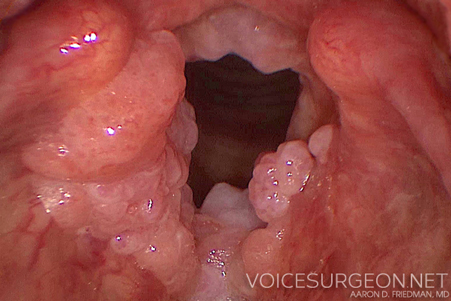 VOICESURGEON.NET
AARON D. FRIEDMAN, MD